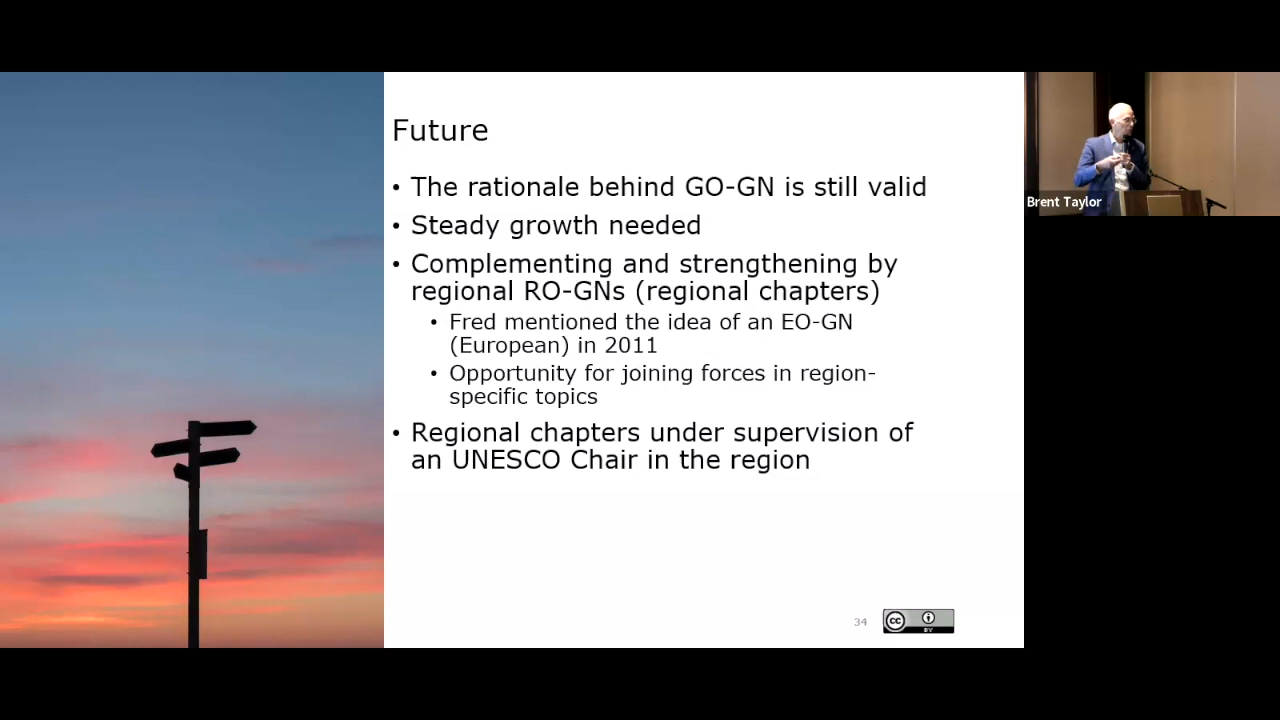 Future
• The rationale behind GO-GN is still valid
• Steady growth needed
• Complementing and strengthening by
regional RO-GNs (regional chapters)
• Fred mentioned the idea of an EO-GN
(European) in 2011
• Opportunity for joining forces in region-
specific topics
• Regional chapters under supervision of
an UNESCO Chair in the region
34
CC
BY
Brent Taylor